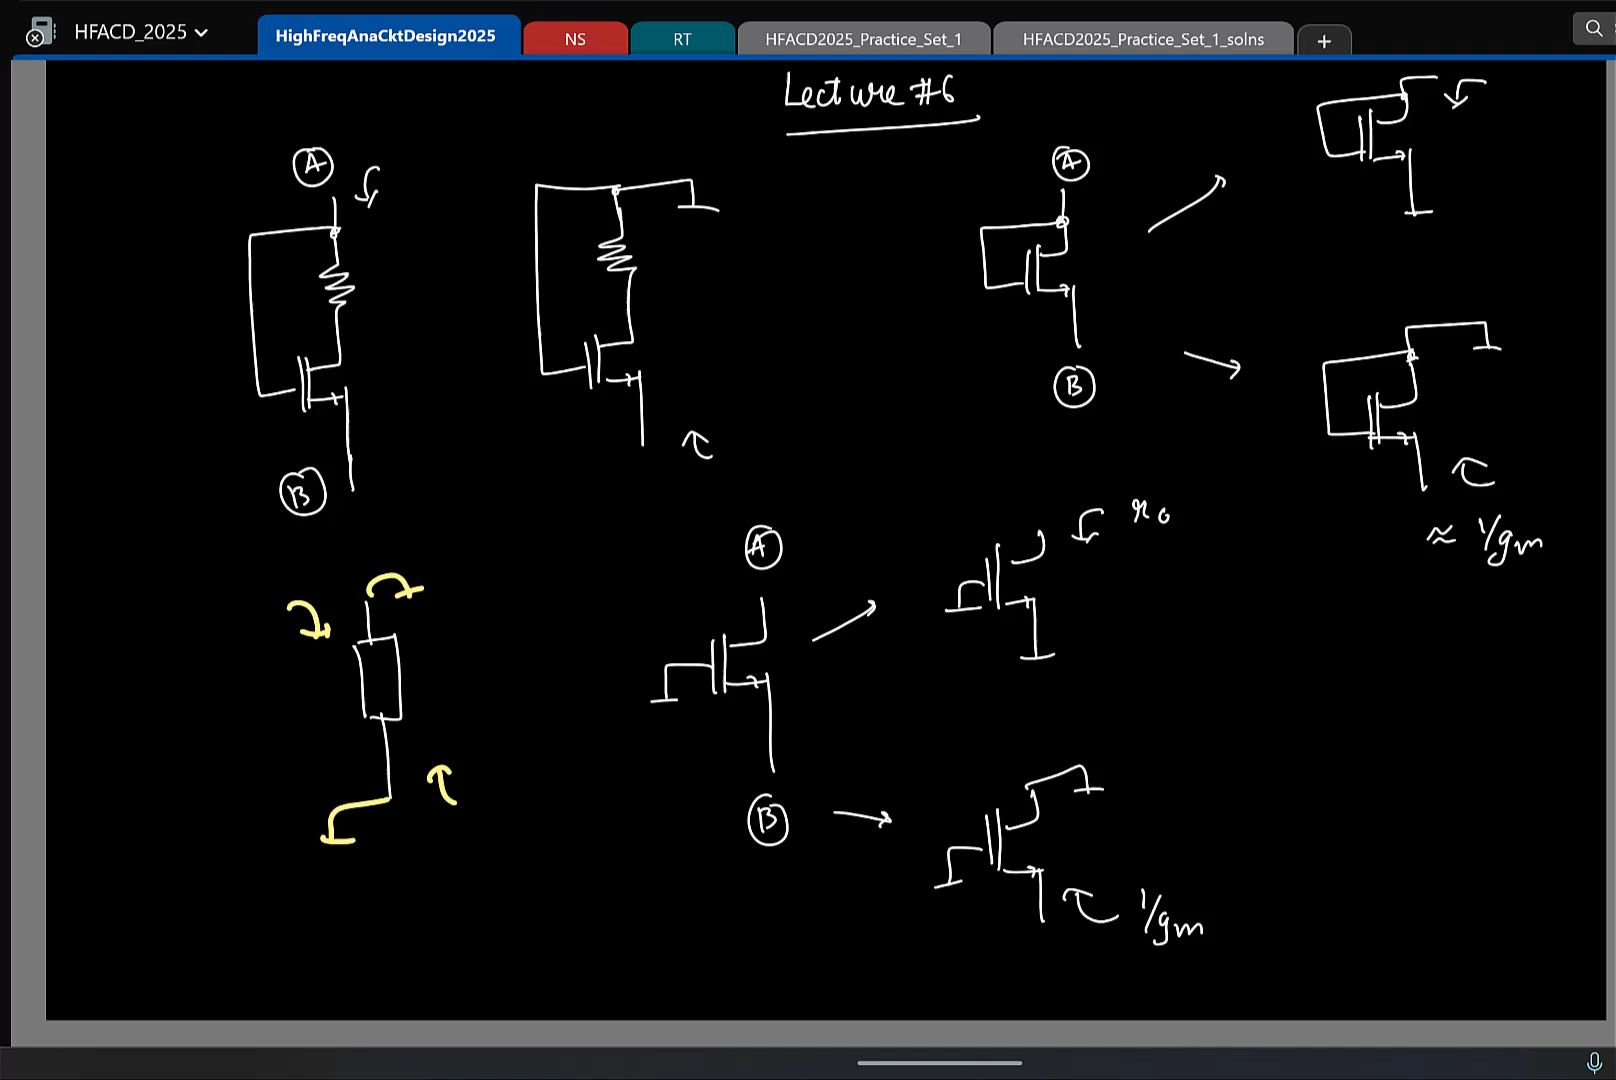 HFACD_2025
HighFreqAnaCktDesign2025
NS
RT
HFACD2025_Practice_Set_1
HFACD2025_Practice_Set_1_solns
+
Lecture #6
A
B
A
B
≈ 1/gm
A
B
r0
1/gm